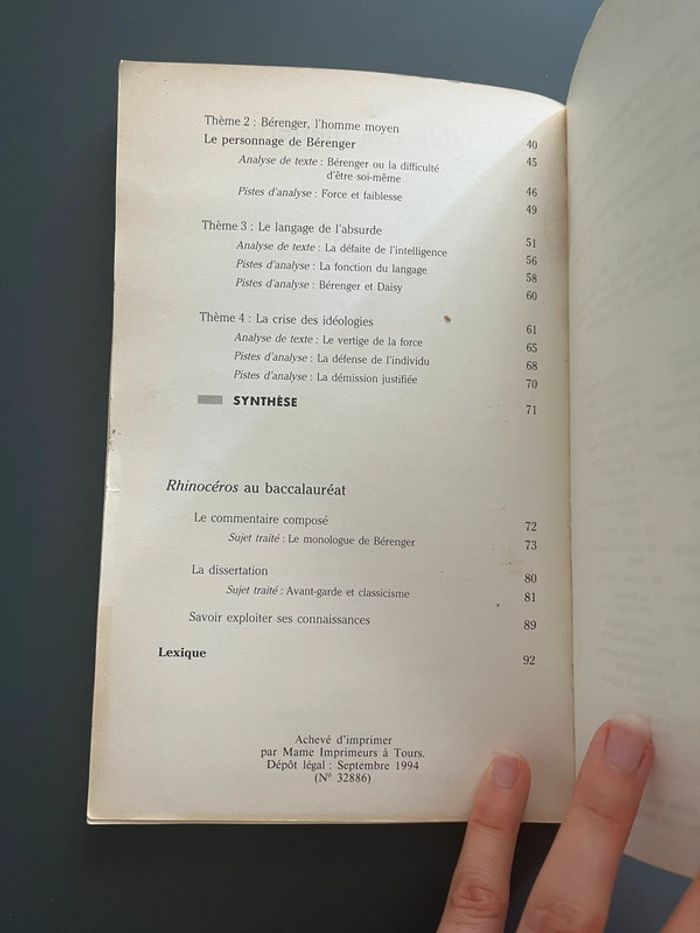 Thème 2 : Bérenger, l'homme moyen 40
Le personnage de Bérenger 45
Analyse de texte : Bérenger ou la difficulté
d'être soi-même 46
Pistes d'analyse : Force et faiblesse 49
Thème 3 : Le langage de l'absurde 51
Analyse de texte : La défaite de l'intelligence 56
Pistes d'analyse : La fonction du langage 58
Pistes d'analyse : Bérenger et Daisy 60
Thème 4 : La crise des idéologies 61
Analyse de texte : Le vertige de la force 65
Pistes d'analyse : La défense de l'individu 68
Pistes d'analyse : La démission justifiée 70
SYNTHÈSE 71
Rhinocéros au baccalauréat
Le commentaire composé 72
Sujet traité : Le monologue de Bérenger 73
La dissertation 80
Sujet traité : Avant-garde et classicisme 81
Savoir exploiter ses connaissances 89
Lexique 92
Achevé d'imprimer
par Mame Imprimeurs à Tours.
Dépôt légal : Septembre 1994
(N° 32886)